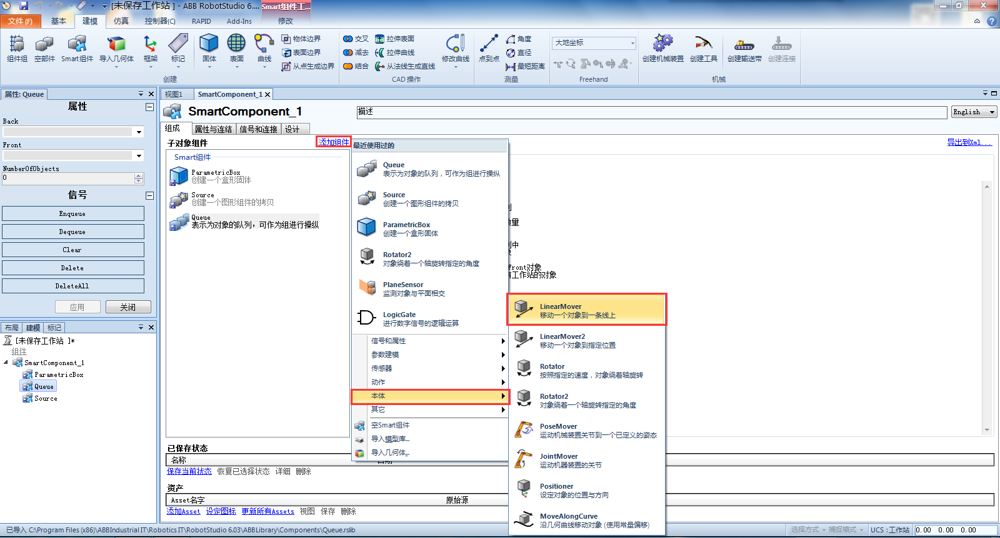 [未保存工作站 ] - ABB RobotStudio 6....
Smart组件工...
文件(F) 基本 建模 仿真 控制器(C) RAPID Add-Ins 修改
组件组 空部件 Smart组件 导入几何体 框架 标记
固体 表面 曲线
物体边界
表面边界
从点生成边界
创建
交叉 拉伸表面
减去 拉伸曲线
结合 从法线生成直线
修改曲线
CAD 操作
点到点
角度
直径
最短距离
测量
大地坐标
Freehand
创建机械装置 创建工具 创建输送带 创建连接
机械
属性: Queue
属性
Back
Front
NumberOfObjects
0
信号
Enqueue
Dequeue
Clear
Delete
DeleteAll
应用 关闭
布局 建模 标记
[未保存工作站 ]*
组件
SmartComponent_1
ParametricBox
Queue
Source
视图1 SmartComponent_1
SmartComponent_1
描述
English
组成 属性与连结 信号和连接 设计
子对象组件 添加组件
导出到Xml...
Smart组件
ParametricBox
创建一个盒形固体
Source
创建一个图形组件的拷贝
Queue
表示为对象的队列，可作为组进行操纵
最近使用过的
Queue
表示为对象的队列，可作为组进行操纵
Source
创建一个图形组件的拷贝
ParametricBox
创建一个盒形固体
Rotator2
对象绕着一个轴旋转指定的角度
PlaneSensor
监测对象与平面相交
LogicGate
进行数字信号的逻辑运算
信号和属性
参数建模
传感器
动作
本体
其它
空Smart组件
导入模型库...
导入几何体...
量
中
Front对象
工作站的对象
LinearMover
移动一个对象到一条线上
LinearMover2
移动一个对象到指定位置
Rotator
按照指定的速度，对象绕着轴旋转
Rotator2
对象绕着一个轴旋转指定的角度
PoseMover
运动机械装置关节到一个已定义的姿态
JointMover
运动机器装置的关节
Positioner
设定对象的位置与方向
MoveAlongCurve
沿几何曲线移动对象 (使用常量偏移)
已保存状态
名称
保存当前状态 恢复已选择状态 详细 删除
资产
Asset名字 原始源
添加Asset 设定图标 更新所有Assets 视图 保存 删除
已导入 C:\Program Files (x86)\ABBIndustrial IT\Robotics IT\RobotStudio 6.03\ABBLibrary\Components\Queue.rslib
选择方式 捕捉模式 UCS : 工作站 0.00 0.00 0.00